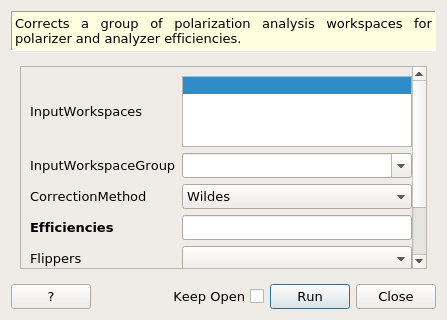 Corrects a group of polarization analysis workspaces for
polarizer and analyzer efficiencies.
InputWorkspaces
InputWorkspaceGroup
CorrectionMethod Wildes
Efficiencies
Flippers
? Keep Open Run Close